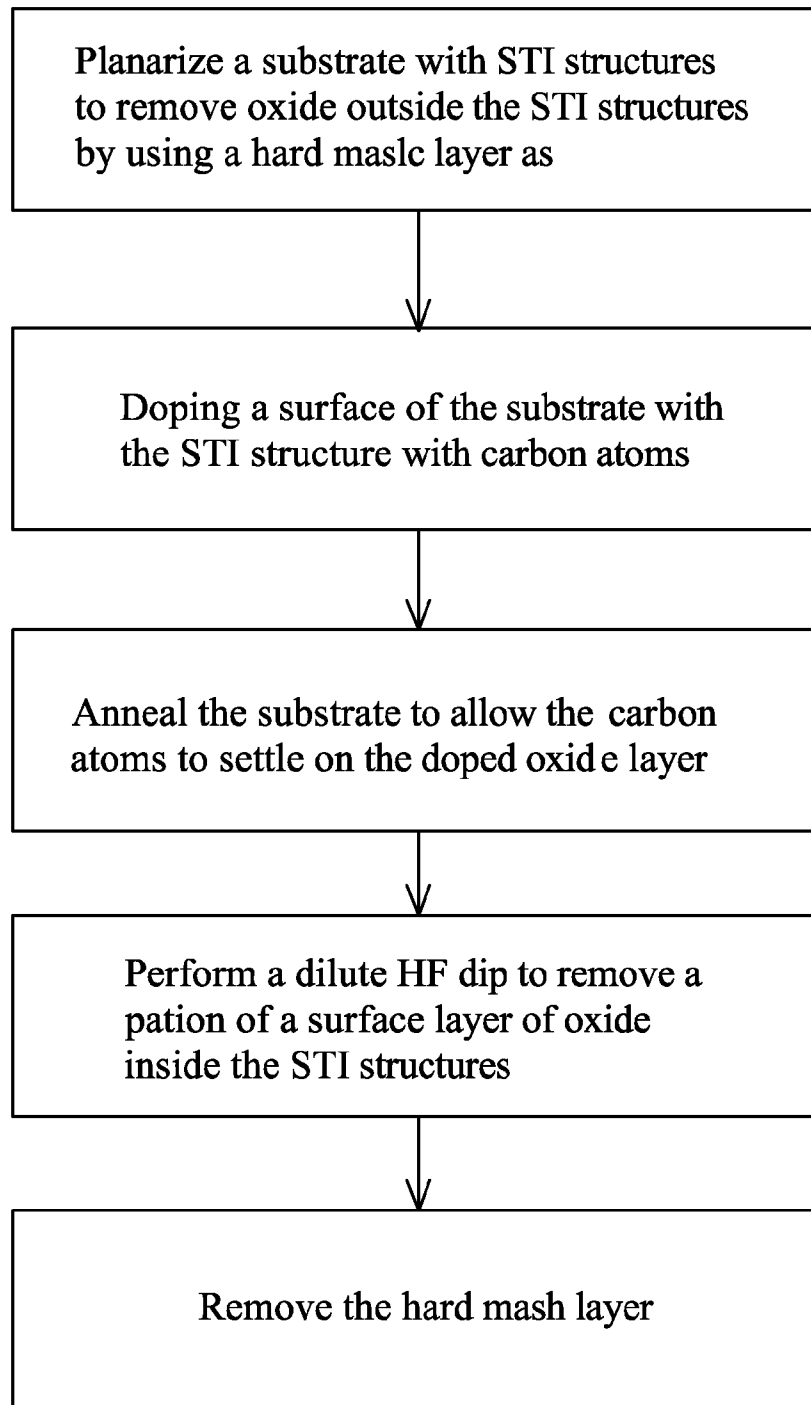 Planarize a substrate with STI structures
to remove oxide outside the STI structures
by using a hard maslc layer as
Doping a surface of the substrate with
the STI structure with carbon atoms
Anneal the substrate to allow the carbon
atoms to settle on the doped oxide layer
Perform a dilute HF dip to remove a
pation of a surface layer of oxide
inside the STI structures
Remove the hard mash layer